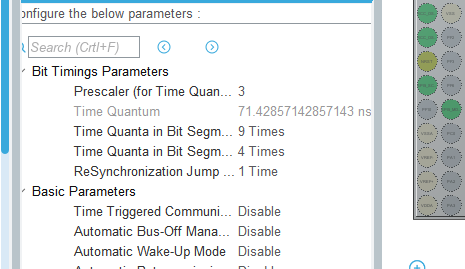 onfigure the below parameters :
Search (Crtl+F)
Bit Timings Parameters
Prescaler (for Time Quan... 3
Time Quantum 71.42857142857143 ns
Time Quanta in Bit Segm... 9 Times
Time Quanta in Bit Segm... 4 Times
ReSynchronization Jump ... 1 Time
Basic Parameters
Time Triggered Communi... Disable
Automatic Bus-Off Mana... Disable
Automatic Wake-Up Mode Disable